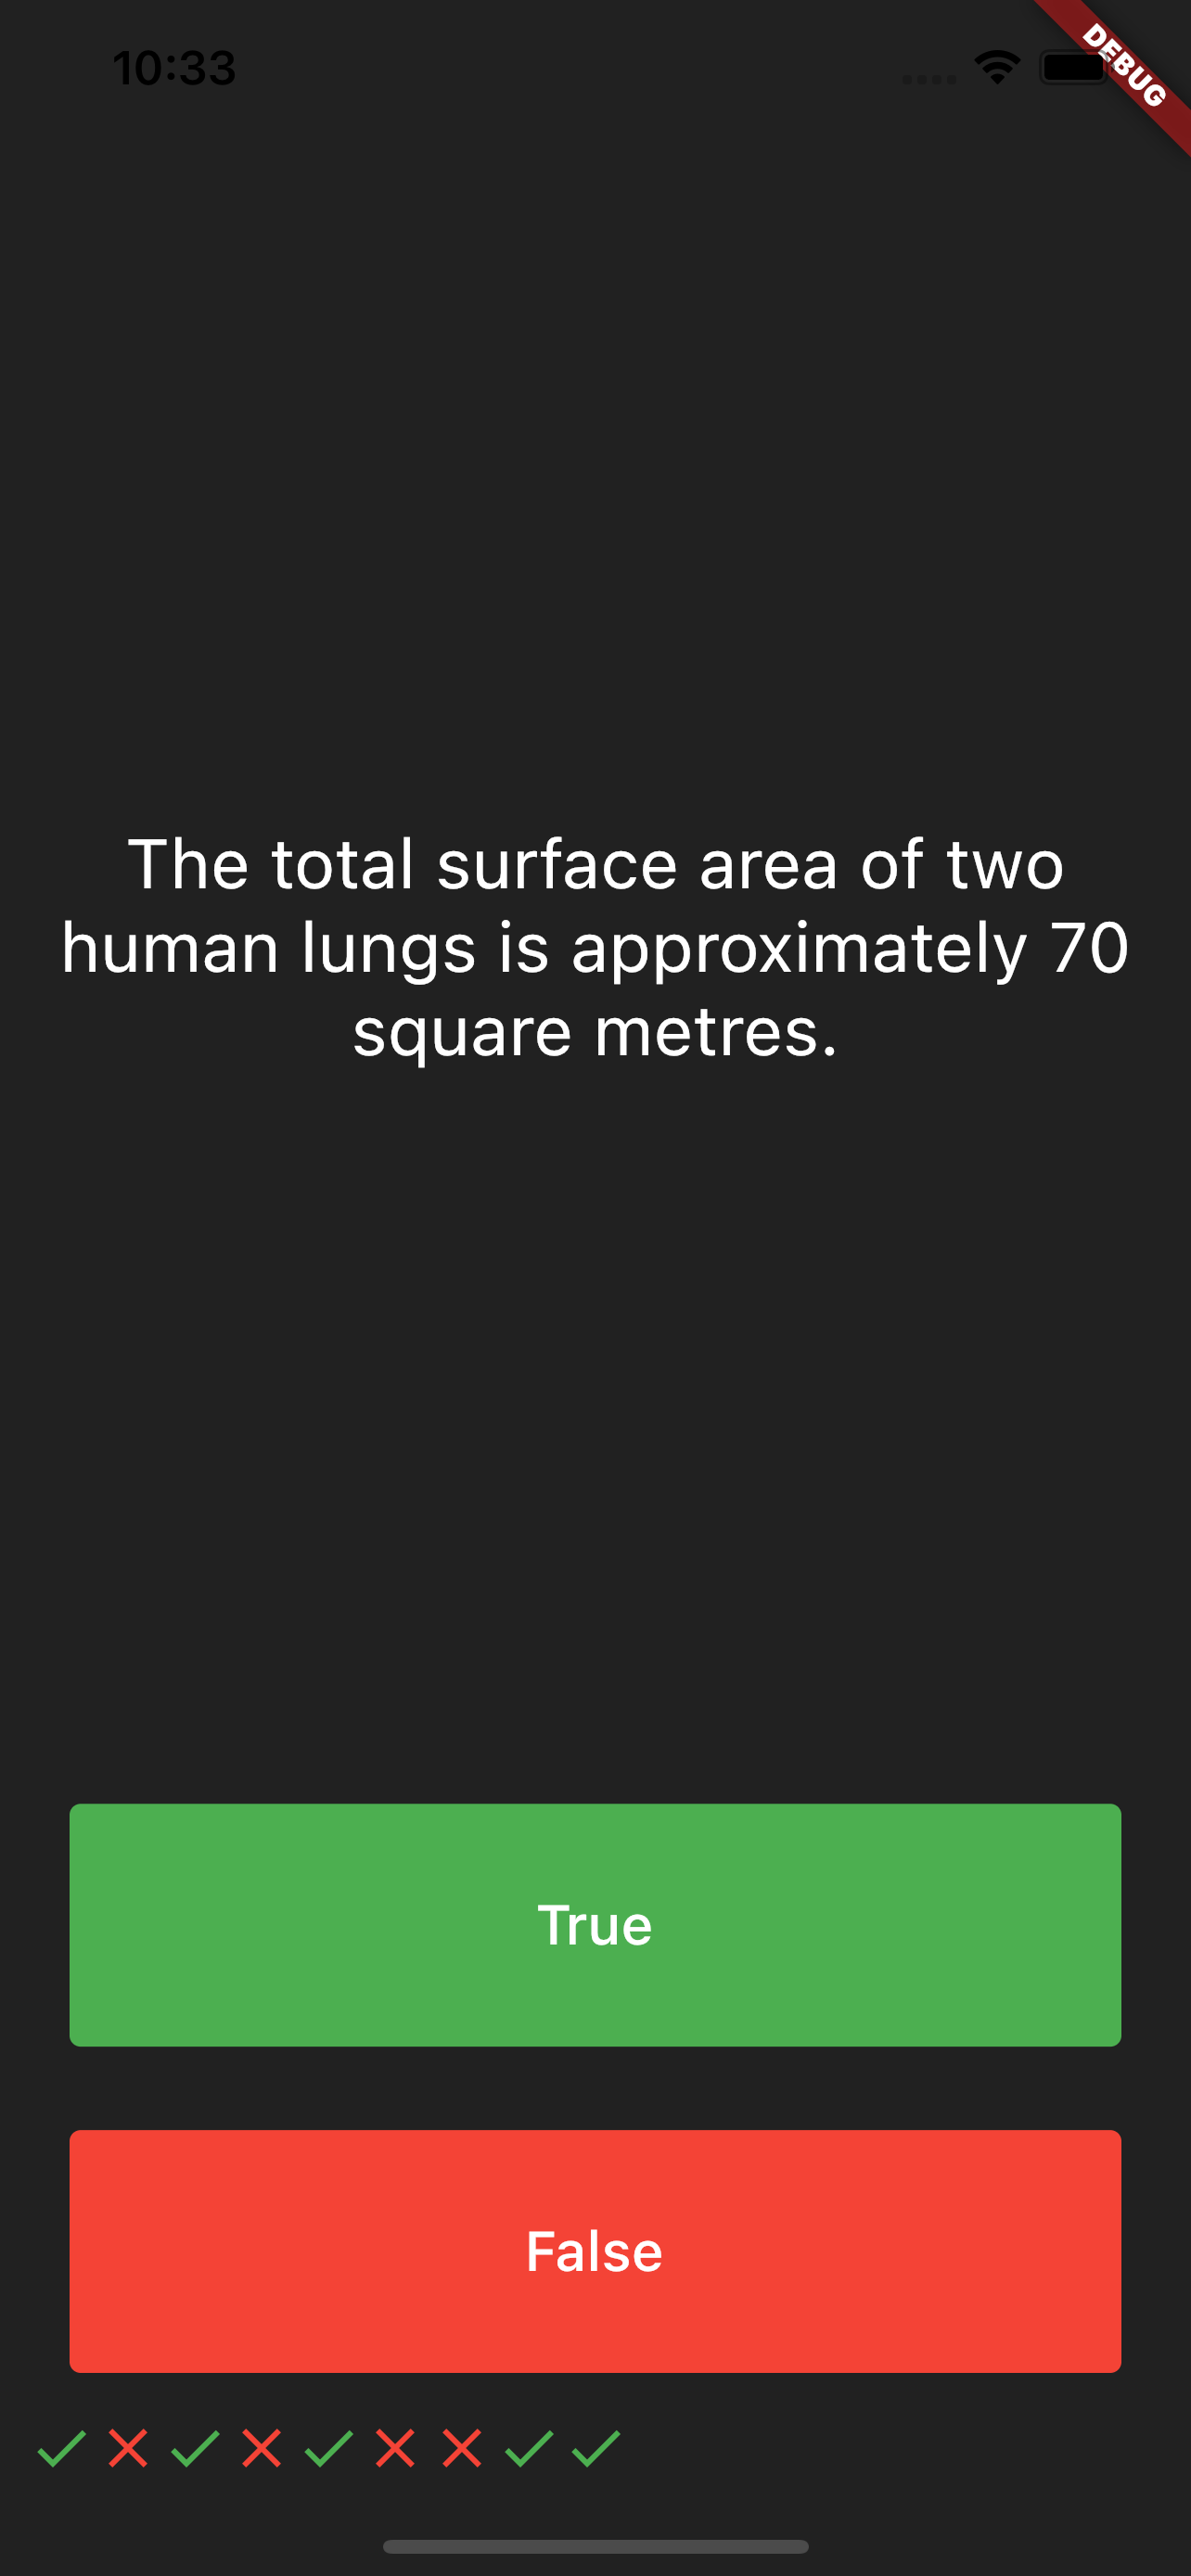 10:33
DEBUG
The total surface area of two
human lungs is approximately 70
square metres.
True
False